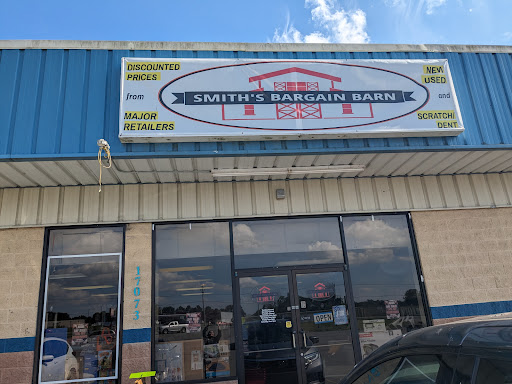 DISCOUNTED
PRICES
from
MAJOR
RETAILERS
SMITH'S BARGAIN BARN
NEW
USED
and
SCRATCH/
DENT
17073
OPEN